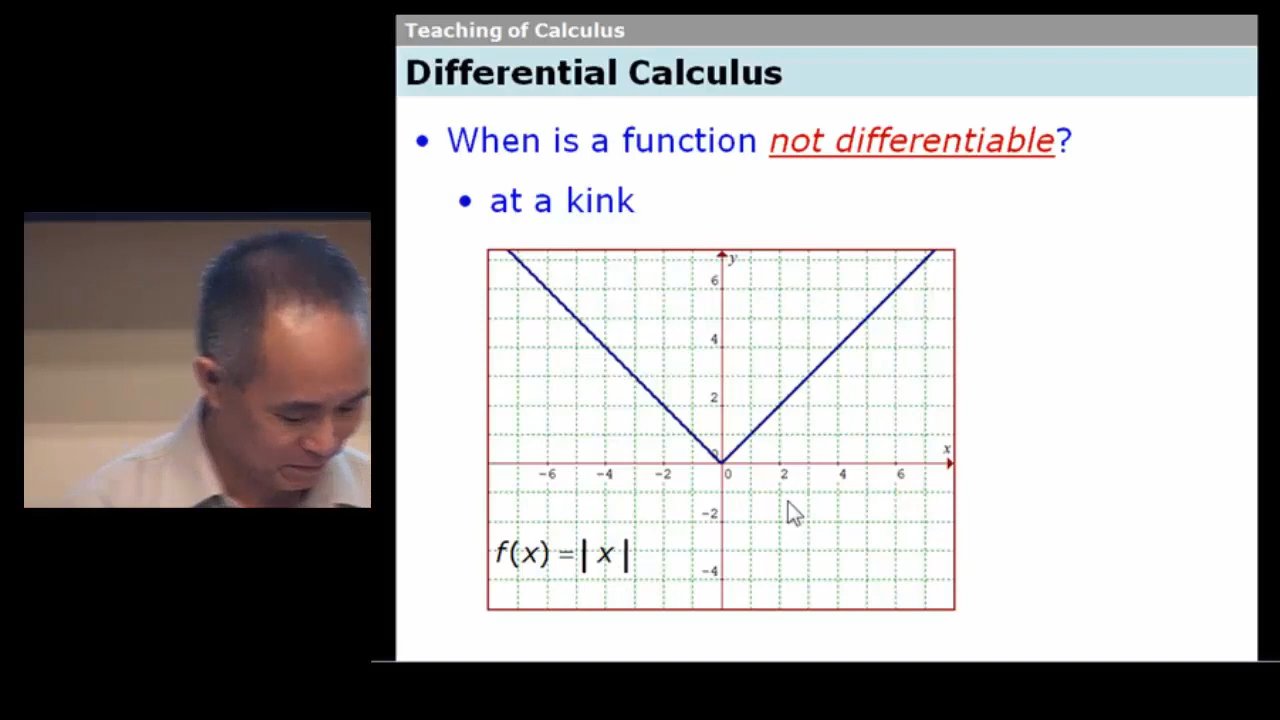 Teaching of Calculus
Differential Calculus
• When is a function not differentiable?
• at a kink
y
6
4
2
0
x
−6 −4 −2 0 2 4 6
−2
f(x) =| x |
−4